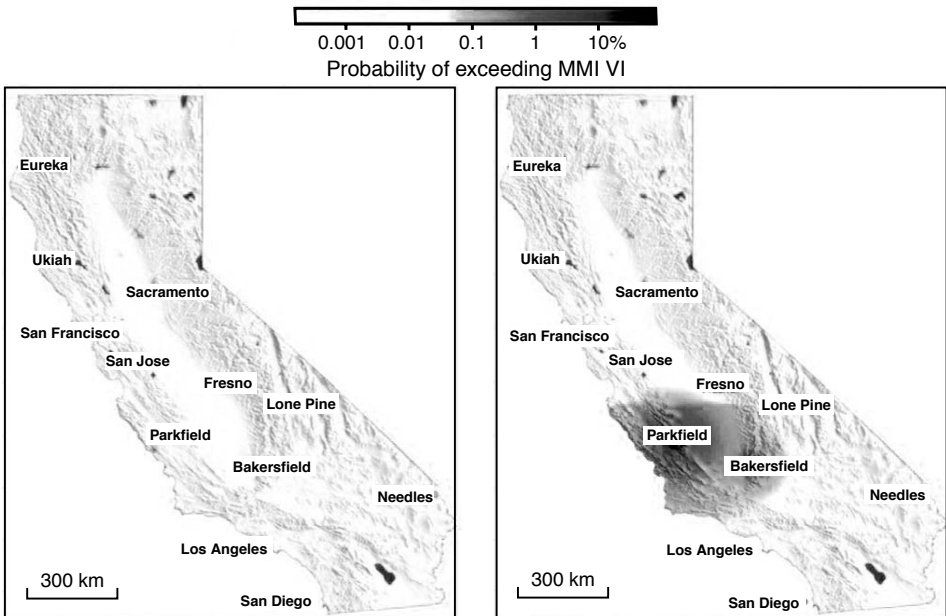 0.001 0.01 0.1 1 10%
Probability of exceeding MMI VI
Eureka
Ukiah
Sacramento
San Francisco
San Jose
Fresno
Lone Pine
Parkfield
Bakersfield
Needles
Los Angeles
300 km
San Diego
Eureka
Ukiah
Sacramento
San Francisco
San Jose
Fresno
Lone Pine
Parkfield
Bakersfield
Needles
Los Angeles
300 km
San Diego